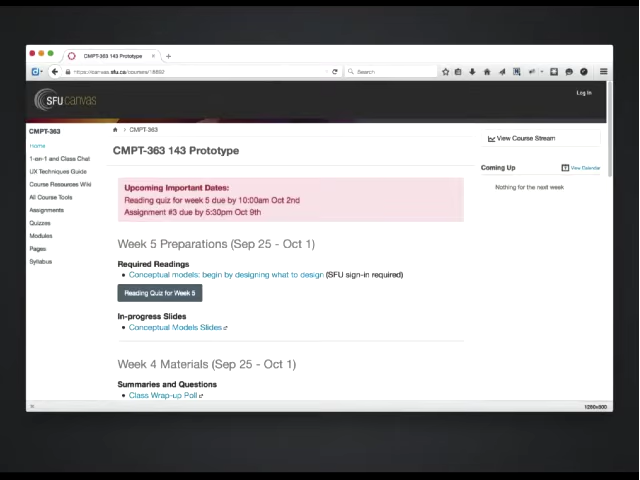 CMPT-363 143 Prototype
https://canvas.sfu.ca/courses/18892
Search
SFU canvas
Log In
CMPT-363
Home
1-on-1 and Class Chat
UX Techniques Guide
Course Resources Wiki
All Course Tools
Assignments
Quizzes
Modules
Pages
Syllabus
> CMPT-363
CMPT-363 143 Prototype
Upcoming Important Dates:
Reading quiz for week 5 due by 10:00am Oct 2nd
Assignment #3 due by 5:30pm Oct 9th
Week 5 Preparations (Sep 25 - Oct 1)
Required Readings
• Conceptual models: begin by designing what to design (SFU sign-in required)
Reading Quiz for Week 5
In-progress Slides
• Conceptual Models Slides
Week 4 Materials (Sep 25 - Oct 1)
Summaries and Questions
• Class Wrap-up Poll
View Course Stream
Coming Up
View Calendar
Nothing for the next week